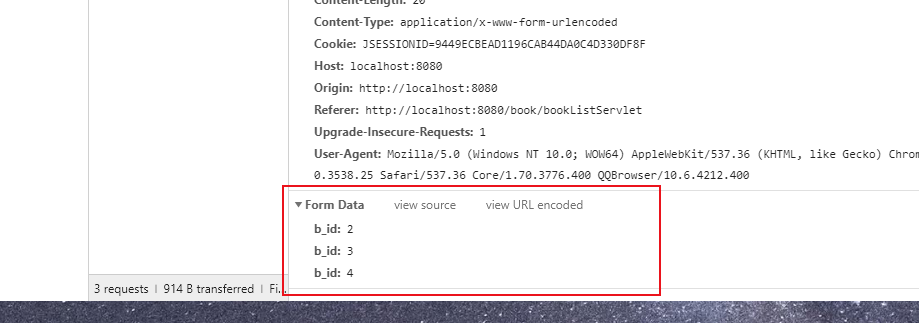 Content-Length: 20
Content-Type: application/x-www-form-urlencoded
Cookie: JSESSIONID=9449ECBEAD1196CAB44DA0C4D330DF8F
Host: localhost:8080
Origin: http://localhost:8080
Referer: http://localhost:8080/book/bookListServlet
Upgrade-Insecure-Requests: 1
User-Agent: Mozilla/5.0 (Windows NT 10.0; WOW64) AppleWebKit/537.36 (KHTML, like Gecko) Chrom
0.3538.25 Safari/537.36 Core/1.70.3776.400 QQBrowser/10.6.4212.400
Form Data view source view URL encoded
b_id: 2
b_id: 3
b_id: 4
3 requests 914 B transferred Fi...